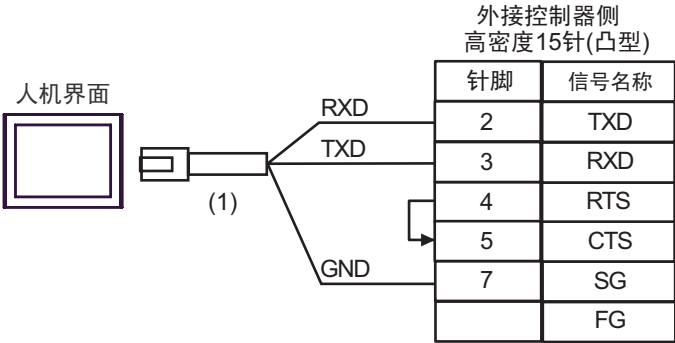 外接控制器侧
高密度15针(凸型)
人机界面
针脚 信号名称
RXD 2 TXD
TXD 3 RXD
(1) 4 RTS
5 CTS
GND 7 SG
FG